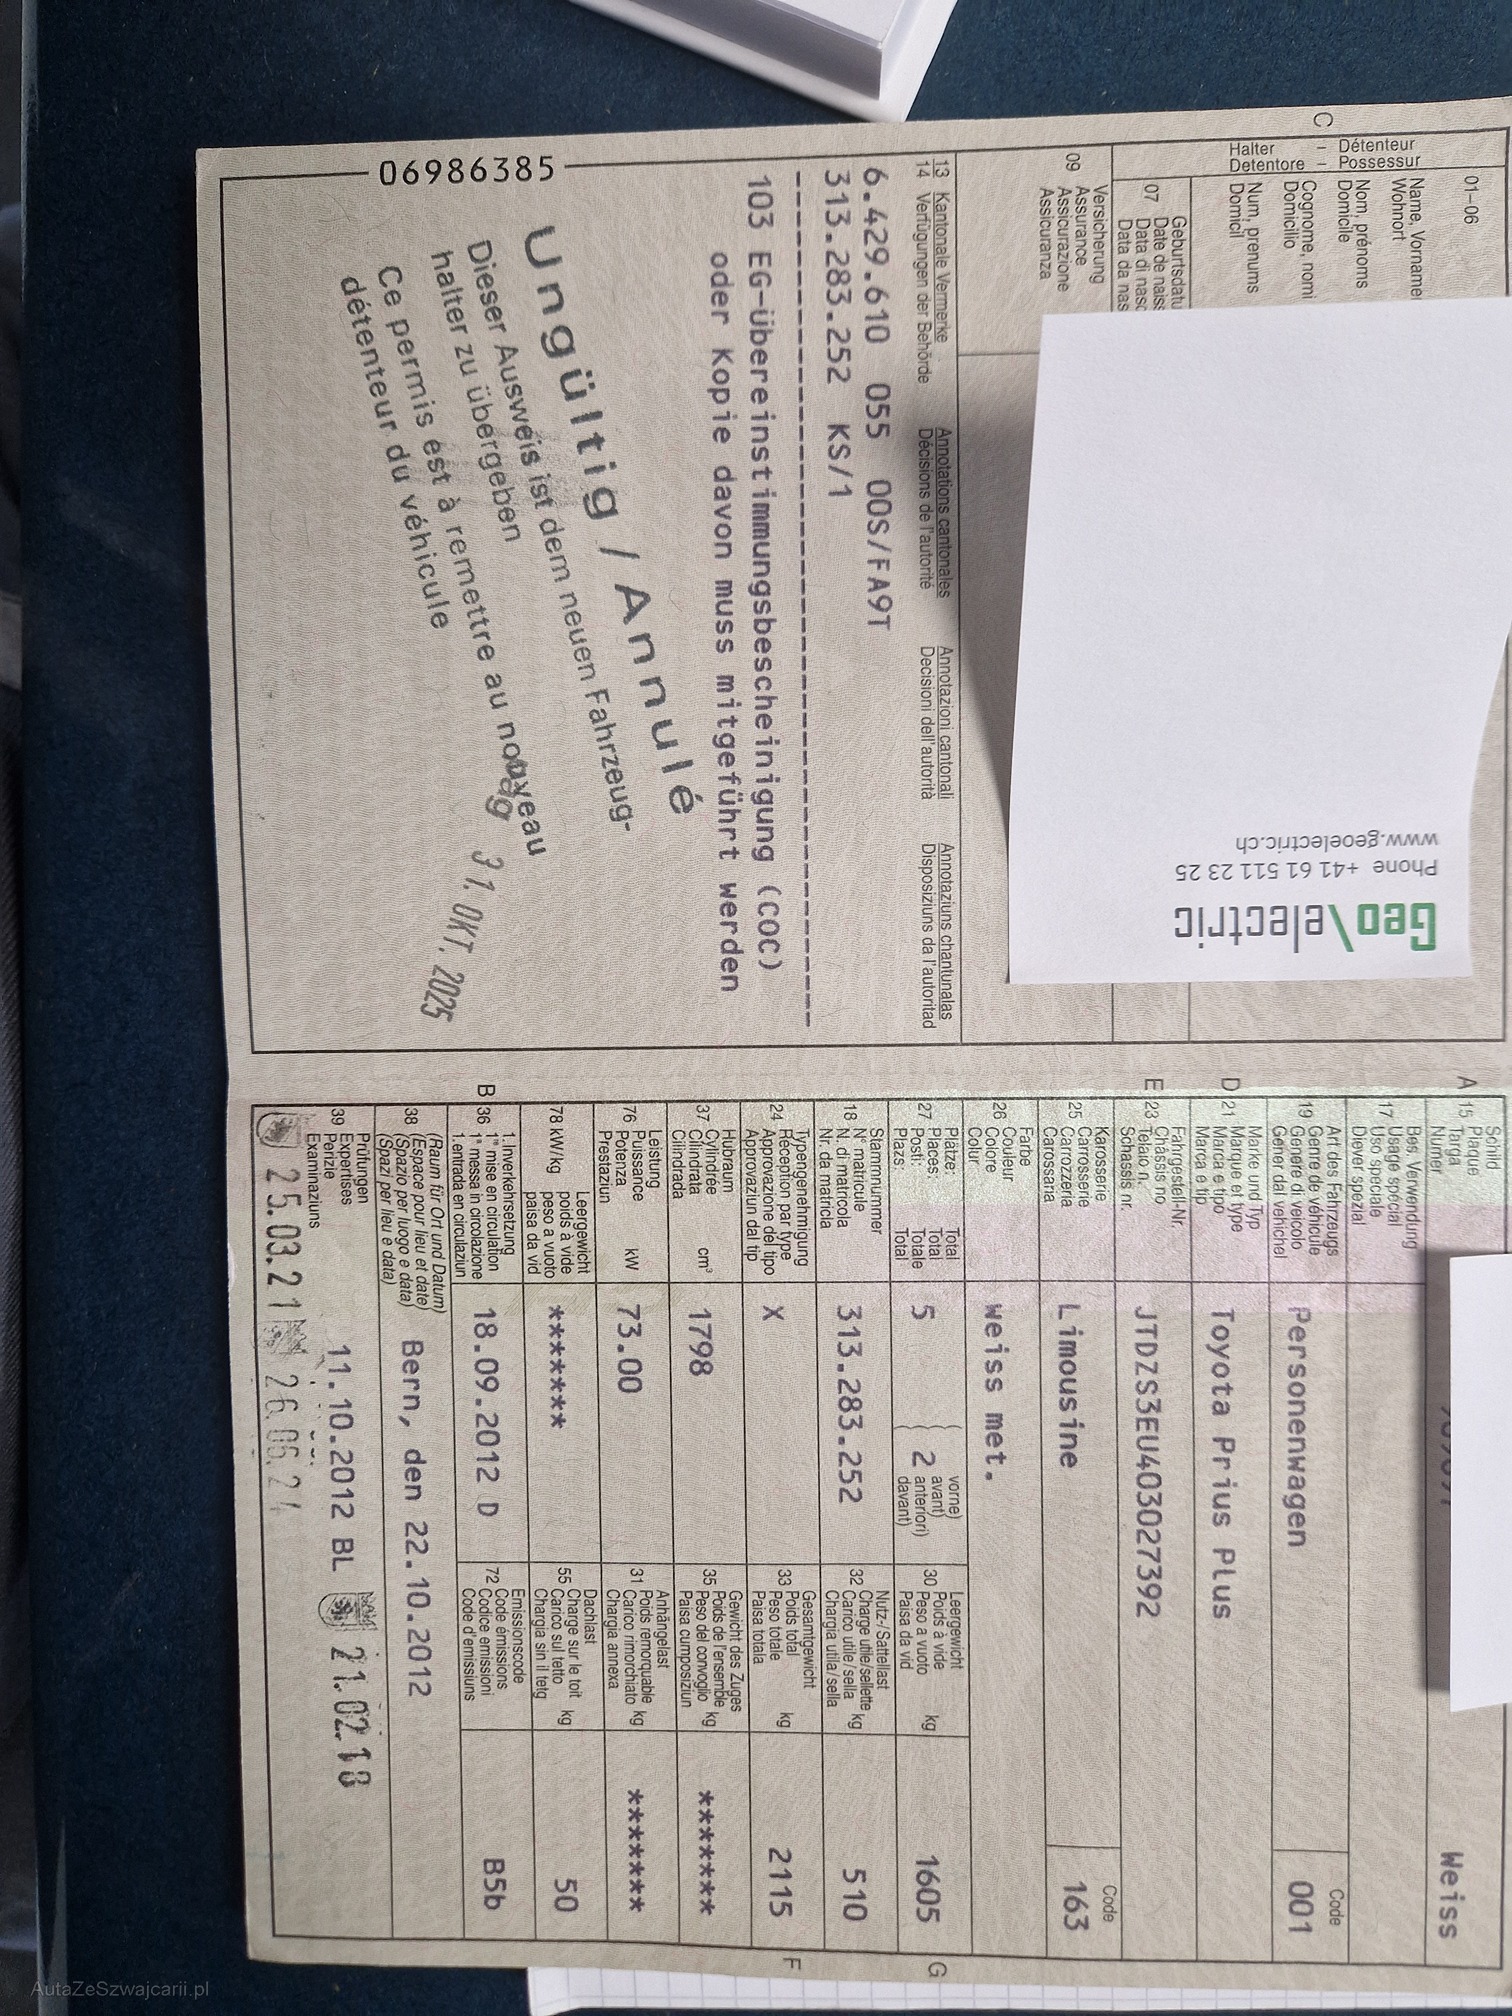 C
Halter – Détenteur
Detentore – Possessur
01–06
Name, Vorname
Wohnort
Nom, prénoms
Domicile
Cognome, nomi
Domicilio
Num, prenums
Domicil
07
Geburtsdatu
Date de naiss
Data di nasc
Data da nas
09
Versicherung
Assurance
Assicurazione
Assicuranza
Geo\electric
Phone +41 61 511 23 25
www.geoelectric.ch
13 Kantonale Vermerke
14 Verfügungen der Behörde
Annotations cantonales
Décisions de l'autorité
Annotazioni cantonali
Decisioni dell'autorità
Annotaziuns chantunalas
Disposiziuns da l'autoritad
6.429.610 055 00S/FA9T
313.283.252 KS/1
103 EG-Übereinstimmungsbescheinigung (COC)
oder Kopie davon muss mitgeführt werden
Ungültig / Annulé
Dieser Ausweis ist dem neuen Fahrzeug-
halter zu übergeben
Ce permis est à remettre au nouveau
détenteur du véhicule
31. OKT. 2025
06986385
A 15
Schild
Plaque
Targa
Numer
Weiss
17
Bes. Verwendung
Usage spécial
Uso speciale
Diever spezial
19
Art des Fahrzeugs
Genre de véhicule
Genere di veicolo
Gener dal vehichel
Personenwagen
Code
001
D 21
Marke und Typ
Marque et type
Marca e tipo
Marca e tip
Toyota Prius Plus
E 23
Fahrgestell-Nr.
Châssis no
Telaio n.
Schassis nr.
JTDZS3EU403027392
25
Karosserie
Carrosserie
Carrozzeria
Carossaria
Limousine
Code
163
26
Farbe
Couleur
Colore
Colur
weiss met.
27
Plätze: Total
Places: Total
Posti: Totale
Plazs: Total
5
2
vorne)
avant)
anteriori)
davant)
30
Leergewicht
Poids à vide
Peso a vuoto
Paisa da vid
kg
1605
G
18
Stammnummer
N° matricule
N. di matricola
Nr. da matricla
313.283.252
32
Nutz-/Sattellast
Charge utile/sellette
Carico utile/sella
Chargia utila/sella
kg
510
24
Typengenehmigung
Réception par type
Approvazione del tipo
Approvaziun dal tip
X
33
Gesamtgewicht
Poids total
Peso totale
Paisa totala
kg
2115
F
37
Hubraum
Cylindrée
Cilindrata
Cilindrada
cm³
1798
35
Gewicht des Zuges
Poids de l'ensemble
Peso del convoglio
Paisa cumposiziun
kg
*******
76
Leistung
Puissance
Potenza
Prestaziun
kW
73.00
31
Anhängelast
Poids remorquable
Carico rimorchiato
Chargia annexa
kg
*******
78 kW/kg
Leergewicht
poids à vide
peso a vuoto
paisa da vid
*******
55
Dachlast
Charge sur le toit
Carico sul tetto
Chargia sin il tetg
kg
50
B 36
1. Inverkehrsetzung
1re mise en circulation
1a messa in circolazione
1.entrada en circulaziun
18.09.2012 D
72
Emissionscode
Code émissions
Codice emissioni
Code d'emissiuns
B5b
38
(Raum für Ort und Datum)
(Espace pour lieu et date)
(Spazio per luogo e data)
(Spazi per lieu e data)
Bern, den 22.10.2012
39
Prüfungen
Expertises
Perizie
Examinaziuns
11.10.2012 BL
21.02.18
25.03.21
26.06.24
AutaZeSzwajcarii.pl